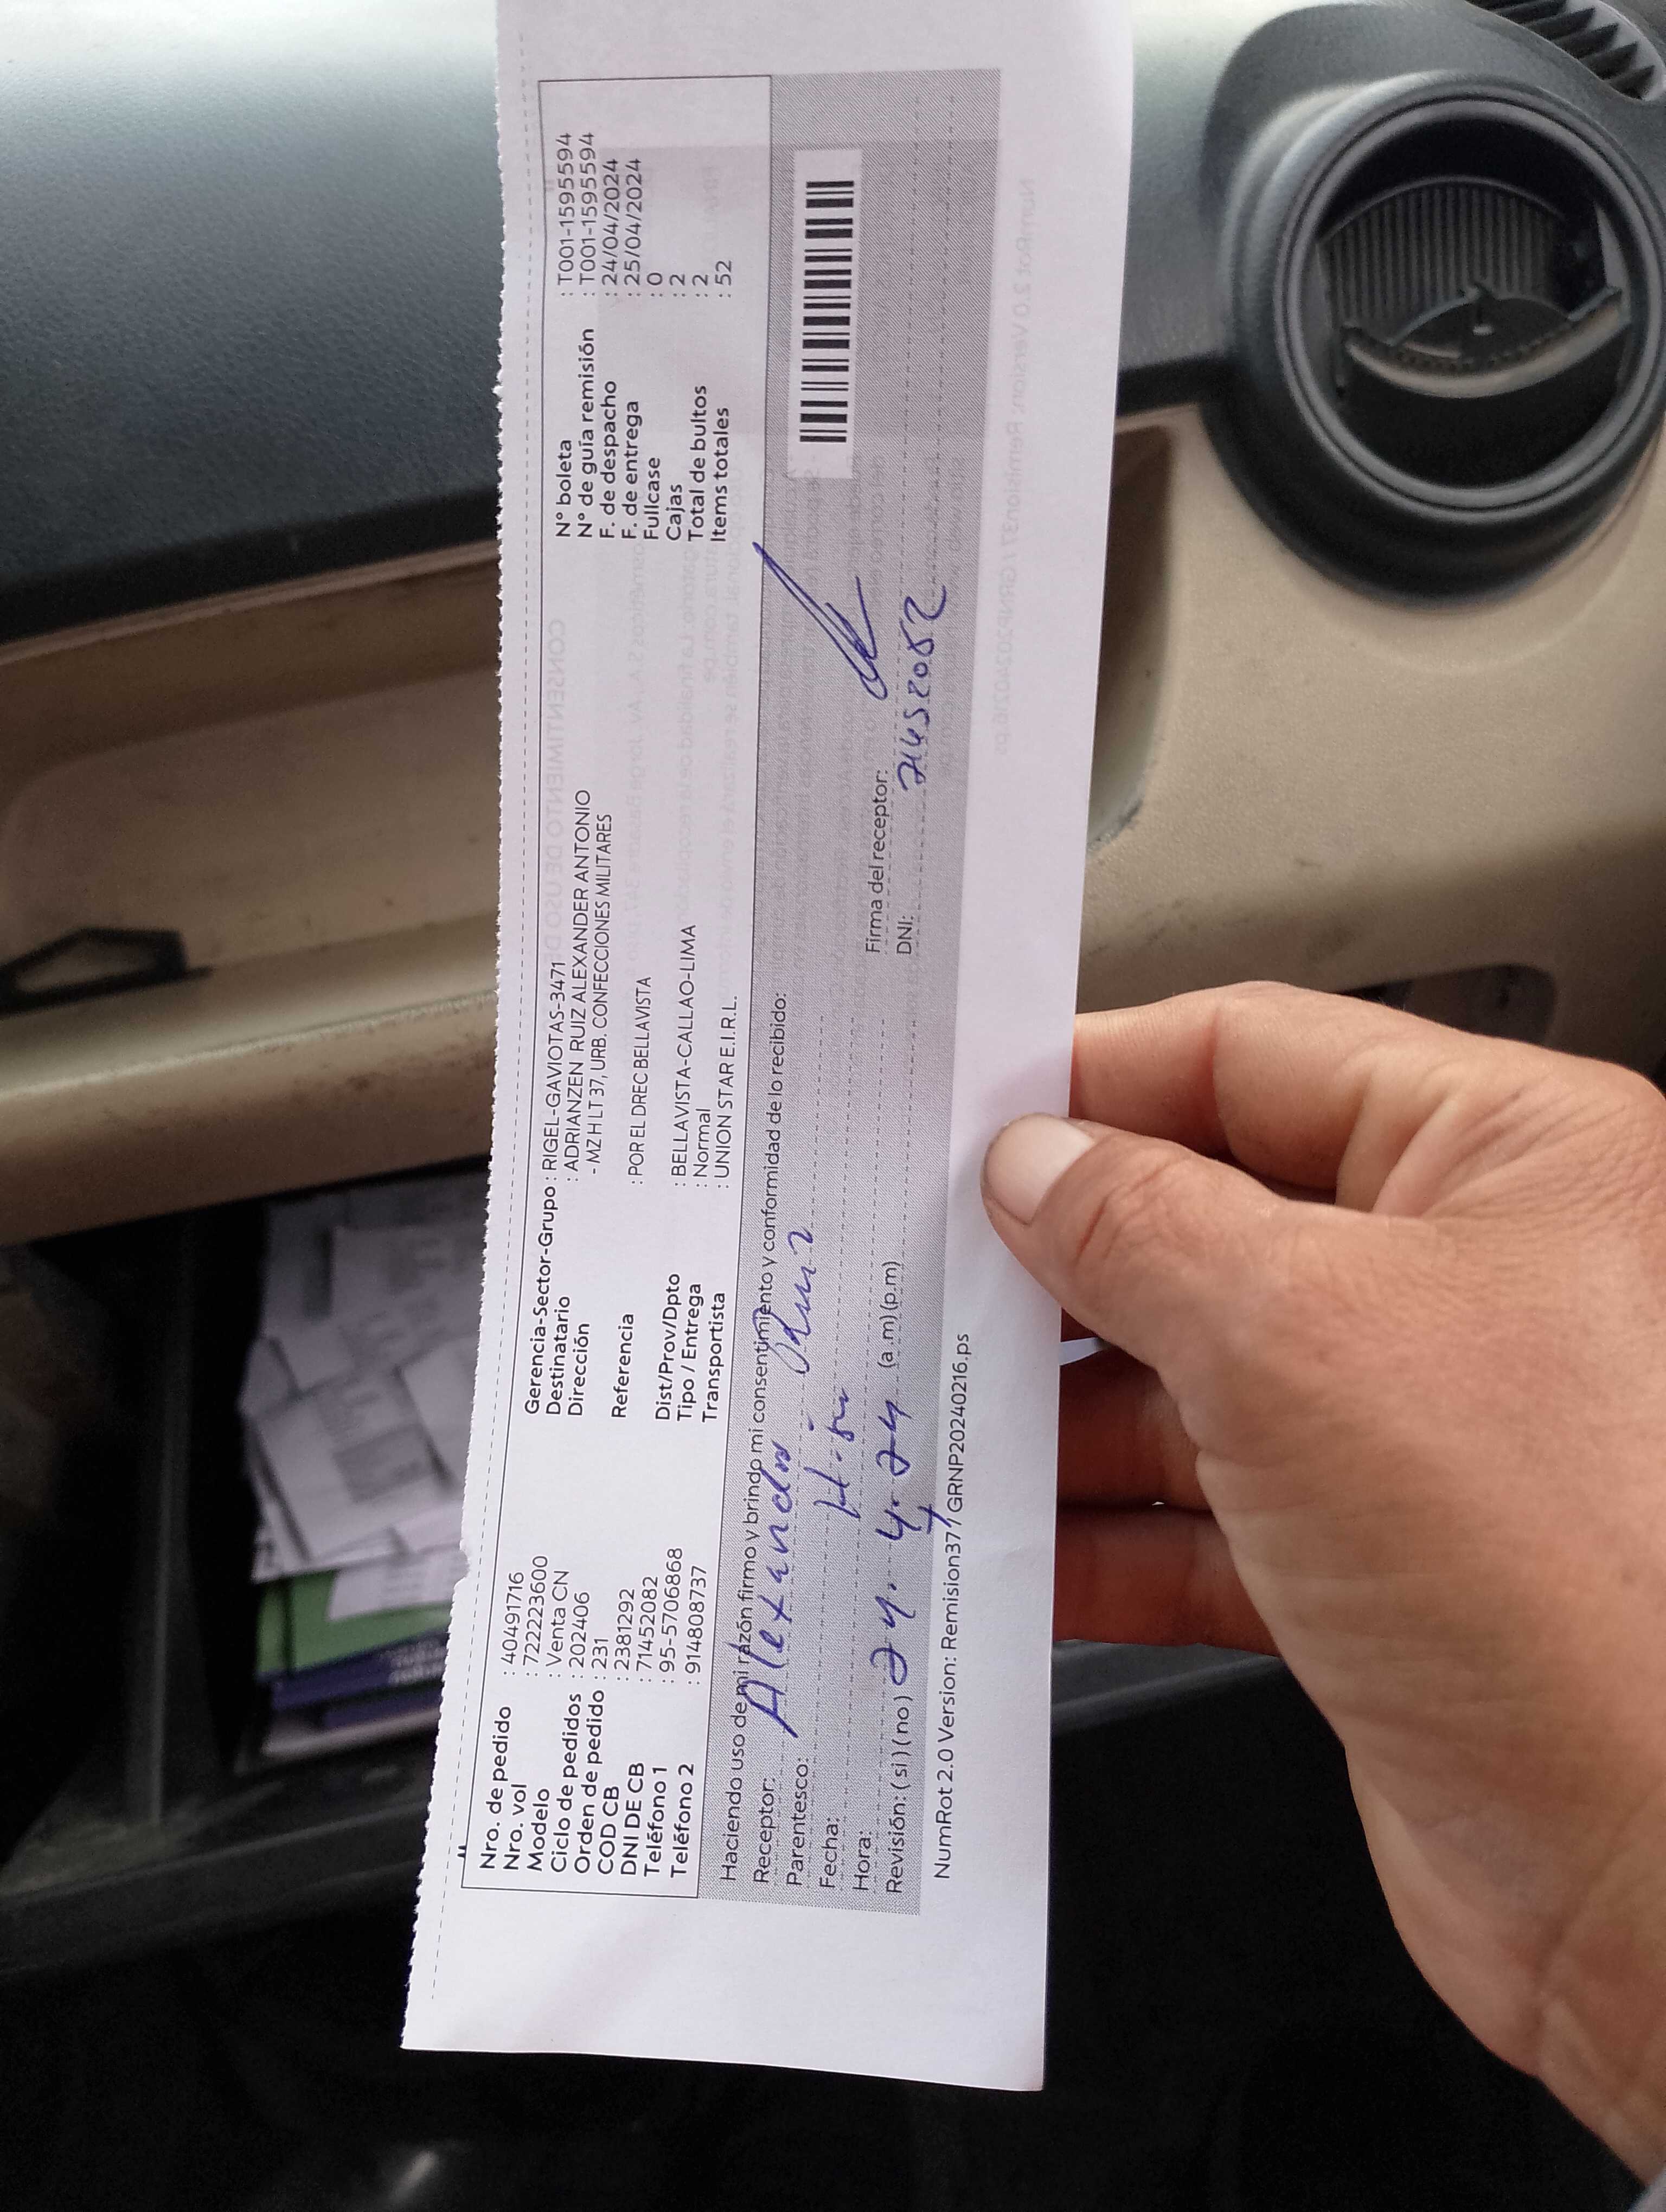 Nro. de pedido : 40491716
Nro. vol : 722223600
Modelo : Venta CN
Ciclo de pedidos : 202406
Orden de pedido : 231
COD CB : 2381292
DNI DE CB : 71452082
Teléfono 1 : 95-5706868
Teléfono 2 : 914808737
Gerencia-Sector-Grupo : RIGEL-GAVIOTAS-3471
Destinatario : ADRIANZEN RUIZ ALEXANDER ANTONIO
Dirección - MZ H LT 37, URB. CONFECCIONES MILITARES
Referencia : POR EL DREC BELLAVISTA
Dist/Prov/Dpto : BELLAVISTA-CALLAO-LIMA
Tipo / Entrega : Normal
Transportista : UNION STAR E.I.R.L.
N° boleta : T001-1595594
N° de guía remisión : T001-1595594
F. de despacho : 24/04/2024
F. de entrega : 25/04/2024
Fullcase : 0
Cajas : 2
Total de bultos : 2
Items totales : 52
Haciendo uso de mi razón firmo y brindo mi consentimiento y conformidad de lo recibido:
Receptor: Alexander
Parentesco:
Fecha: 24. 4. 24
Hora: (a.m) (p.m)
Revisión: ( si ) ( no )
Firma del receptor:
DNI: 71452082
NumRot 2.0 Version: Remision37 / GRNP20240216.ps